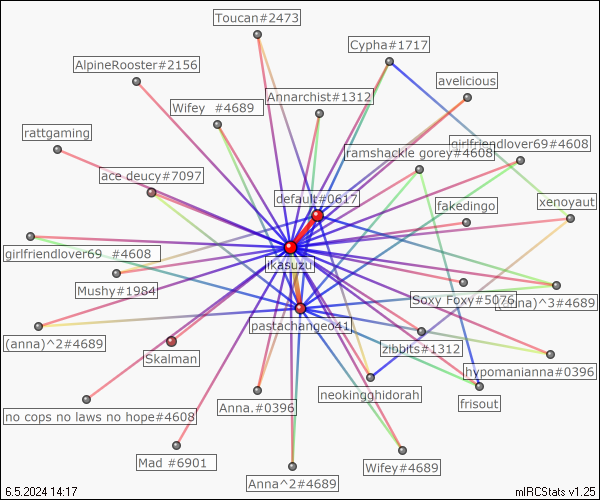 Toucan#2473
Cypha#1717
AlpineRooster#2156
avelicious
Annarchist#1312
Wifey  #4689
rattgaming
girlfriendlover69#4608
ramshackle gorey#4608
ace deucy#7097
default#0617
xenoyaut
fakedingo
girlfriendlover69  #4608
ikasuzu
Mushy#1984
Soxy Foxy#5076
)^3#4689
pastachangeo41
(anna)^2#4689
zibbits#1312
Skalman
hypomanianna#0396
neokingghidorah
frisout
Anna.#0396
no cops no laws no hope#4608
Mad #6901
Wifey#4689
Anna^2#4689
6.5.2024 14:17
mIRCStats v1.25